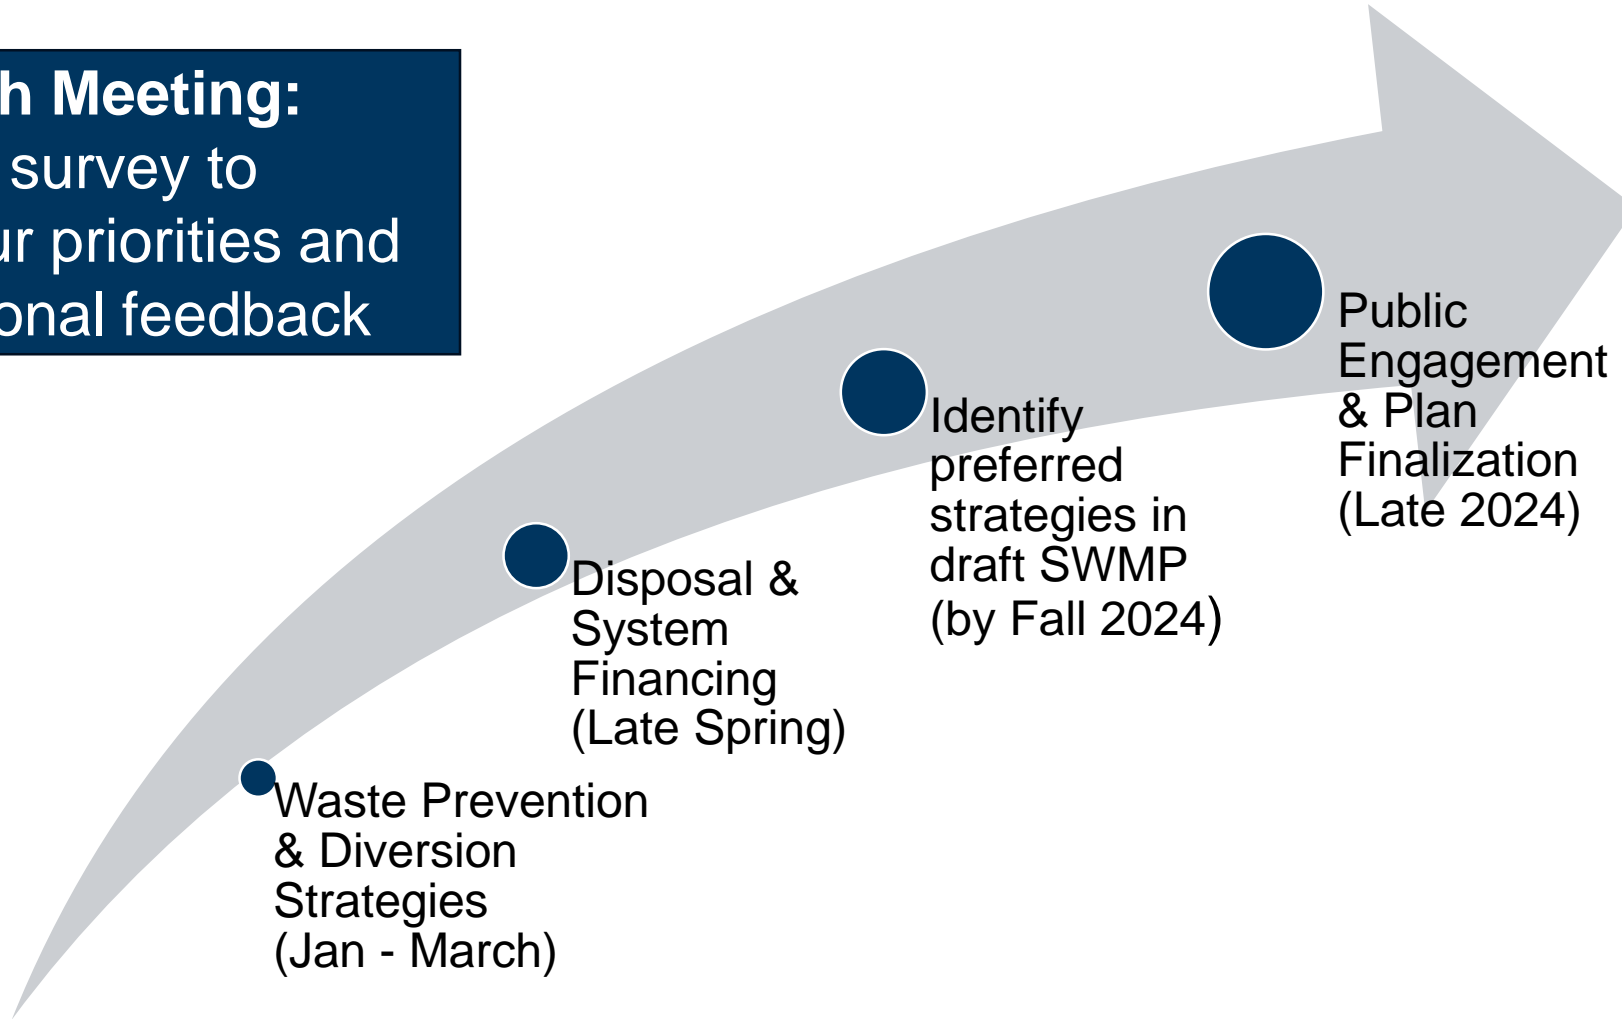 h Meeting:
survey to
ur priorities and
onal feedback
Public
Engagement
& Plan
Finalization
(Late 2024)
Identify
preferred
strategies in
draft SWMP
(by Fall 2024)
Disposal &
System
Financing
(Late Spring)
Waste Prevention
& Diversion
Strategies
(Jan - March)